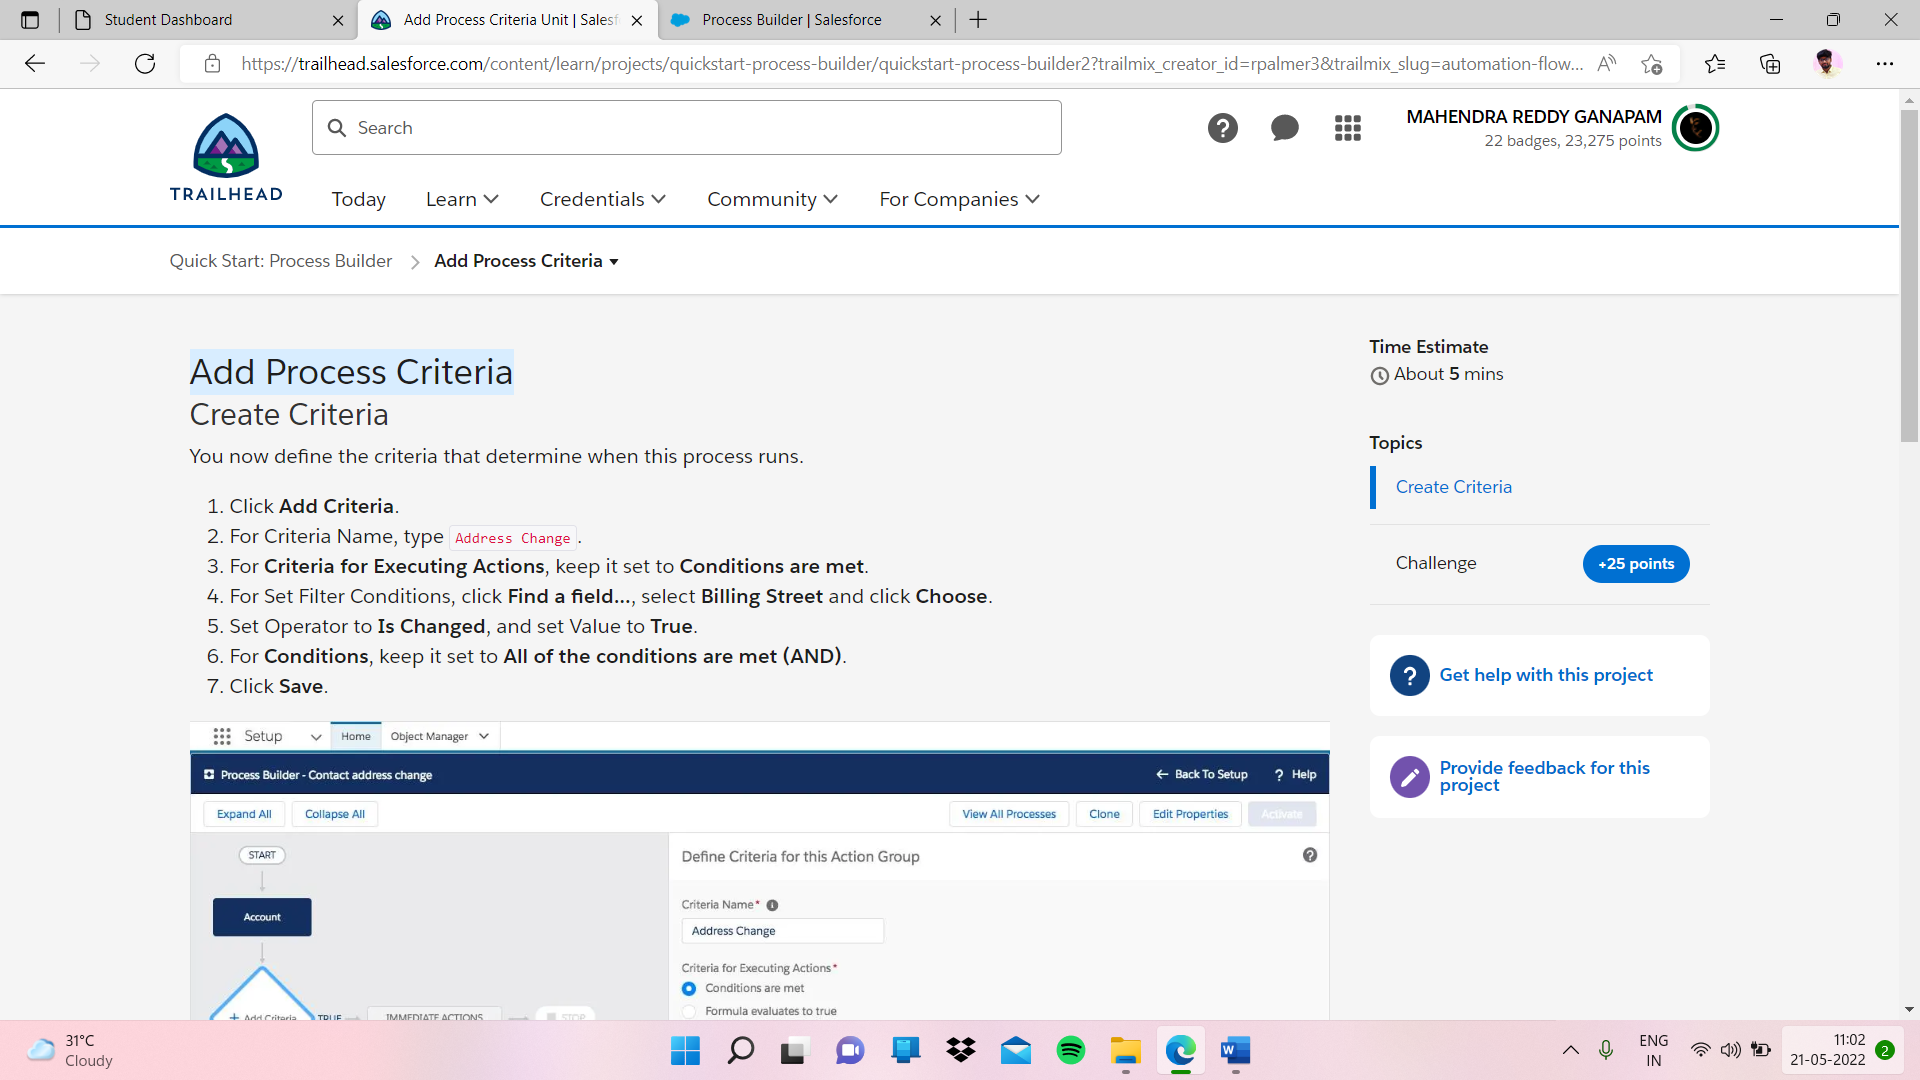 Student Dashboard
Add Process Criteria Unit | Salesf
Process Builder | Salesforce
https://trailhead.salesforce.com/content/learn/projects/quickstart-process-builder/quickstart-process-builder2?trailmix_creator_id=rpalmer3&trailmix_slug=automation-flow...
TRAILHEAD
Search
MAHENDRA REDDY GANAPAM
22 badges, 23,275 points
Today Learn Credentials Community For Companies
Quick Start: Process Builder > Add Process Criteria
Add Process Criteria
Create Criteria
You now define the criteria that determine when this process runs.
1. Click Add Criteria.
2. For Criteria Name, type Address Change.
3. For Criteria for Executing Actions, keep it set to Conditions are met.
4. For Set Filter Conditions, click Find a field..., select Billing Street and click Choose.
5. Set Operator to Is Changed, and set Value to True.
6. For Conditions, keep it set to All of the conditions are met (AND).
7. Click Save.
Time Estimate
About 5 mins
Topics
Create Criteria
Challenge +25 points
Get help with this project
Provide feedback for this
project
Setup Home Object Manager
Process Builder - Contact address change
Back To Setup ? Help
Expand All Collapse All View All Processes Clone Edit Properties Activate
START
Account
+ Add Criteria TRUE IMMEDIATE ACTIONS STOP
Define Criteria for this Action Group
Criteria Name*
Address Change
Criteria for Executing Actions*
Conditions are met
Formula evaluates to true
31°C
Cloudy
ENG
IN
11:02
21-05-2022
2